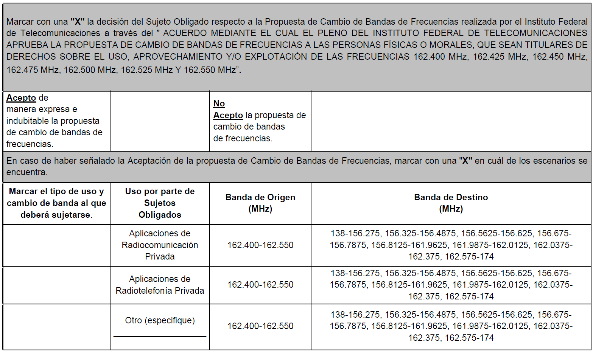 Marcar con una "X" la decisión del Sujeto Obligado respecto a la Propuesta de Cambio de Bandas de Frecuencias realizada por el Instituto Federal
de Telecomunicaciones a través del " ACUERDO MEDIANTE EL CUAL EL PLENO DEL INSTITUTO FEDERAL DE TELECOMUNICACIONES
APRUEBA LA PROPUESTA DE CAMBIO DE BANDAS DE FRECUENCIAS A LAS PERSONAS FÍSICAS O MORALES, QUE SEAN TITULARES DE
DERECHOS SOBRE EL USO, APROVECHAMIENTO Y/O EXPLOTACIÓN DE LAS FRECUENCIAS 162.400 MHz, 162.425 MHz, 162.450 MHz,
162.475 MHz, 162.500 MHz, 162.525 MHz Y 162.550 MHz".
Acepto de
manera expresa e
indubitable la propuesta
de cambio de bandas de
frecuencias.
No
Acepto la propuesta de
cambio de bandas
de frecuencias.
En caso de haber señalado la Aceptación de la propuesta de Cambio de Bandas de Frecuencias, marcar con una "X" en cuál de los escenarios se
encuentra.
Marcar el tipo de uso y
cambio de banda al que
deberá sujetarse.
Uso por parte de
Sujetos
Obligados
Banda de Origen
(MHz)
Banda de Destino
(MHz)
Aplicaciones de
Radiocomunicación
Privada
162.400-162.550
138-156.275, 156.325-156.4875, 156.5625-156.625, 156.675-
156.7875, 156.8125-161.9625, 161.9875-162.0125, 162.0375-
162.375, 162.575-174
Aplicaciones de
Radiotelefonía Privada
162.400-162.550
138-156.275, 156.325-156.4875, 156.5625-156.625, 156.675-
156.7875, 156.8125-161.9625, 161.9875-162.0125, 162.0375-
162.375, 162.575-174
Otro (especifique)
162.400-162.550
138-156.275, 156.325-156.4875, 156.5625-156.625, 156.675-
156.7875, 156.8125-161.9625, 161.9875-162.0125, 162.0375-
162.375, 162.575-174